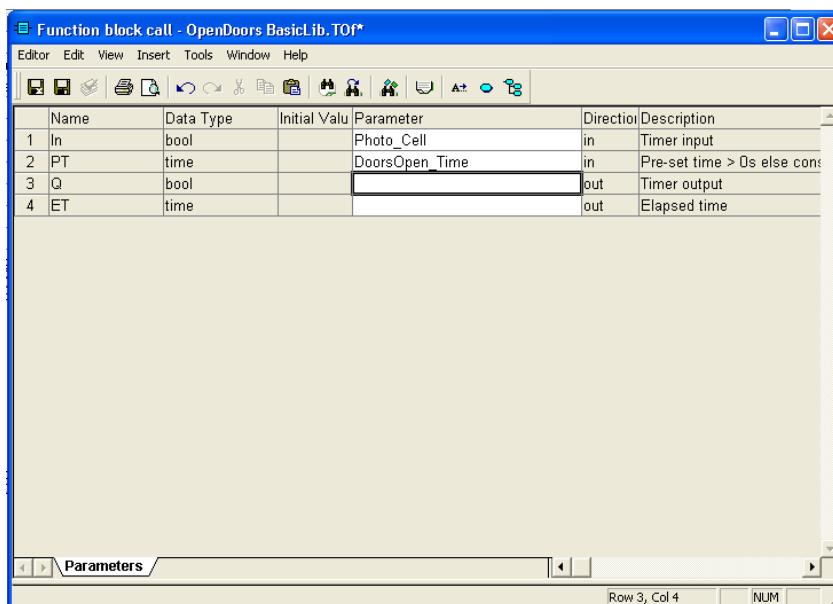 Function block call - OpenDoors BasicLib.TOf*
Editor Edit View Insert Tools Window Help
Name Data Type Initial Valu Parameter Direction Description
1 In bool Photo_Cell in Timer input
2 PT time DoorsOpen_Time in Pre-set time > 0s else cons
3 Q bool out Timer output
4 ET time out Elapsed time
Parameters
Row 3, Col 4 NUM